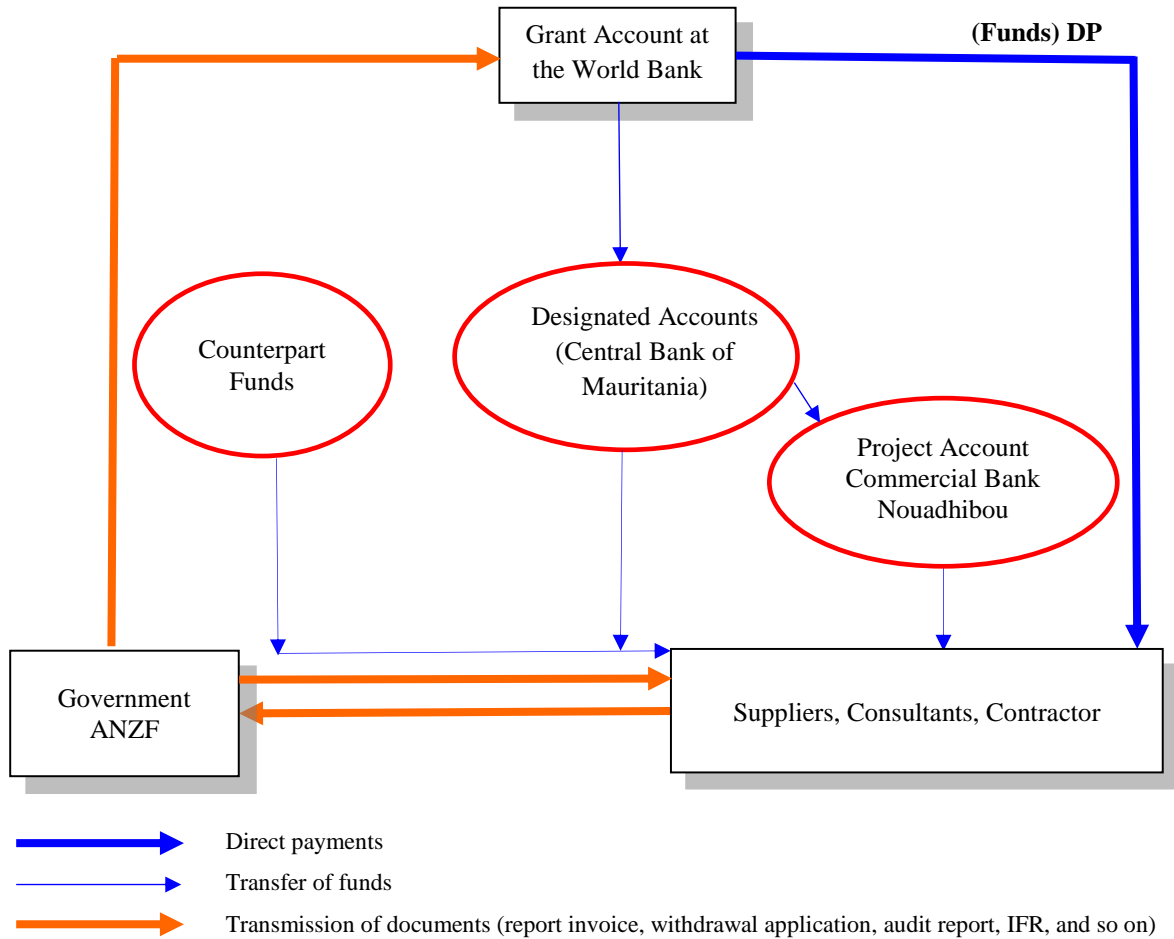 Grant Account at
the World Bank
(Funds) DP
Counterpart
Funds
Designated Accounts
(Central Bank of
Mauritania)
Project Account
Commercial Bank
Nouadhibou
Government
ANZF
Suppliers, Consultants, Contractor
Direct payments
Transfer of funds
Transmission of documents (report invoice, withdrawal application, audit report, IFR, and so on)